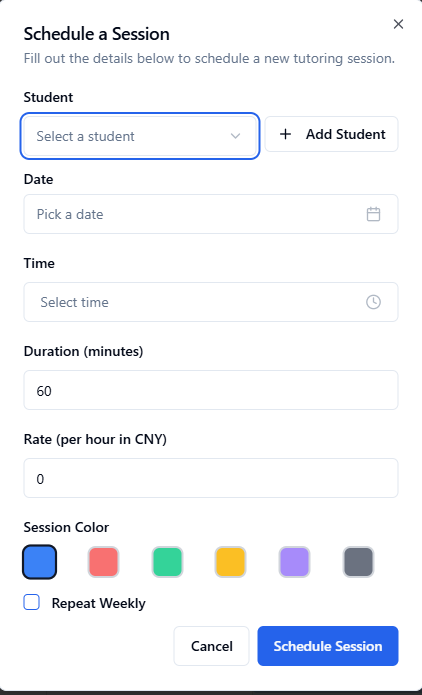 Schedule a Session
Fill out the details below to schedule a new tutoring session.
Student
Select a student
Add Student
Date
Pick a date
Time
Select time
Duration (minutes)
60
Rate (per hour in CNY)
0
Session Color
Repeat Weekly
Cancel
Schedule Session